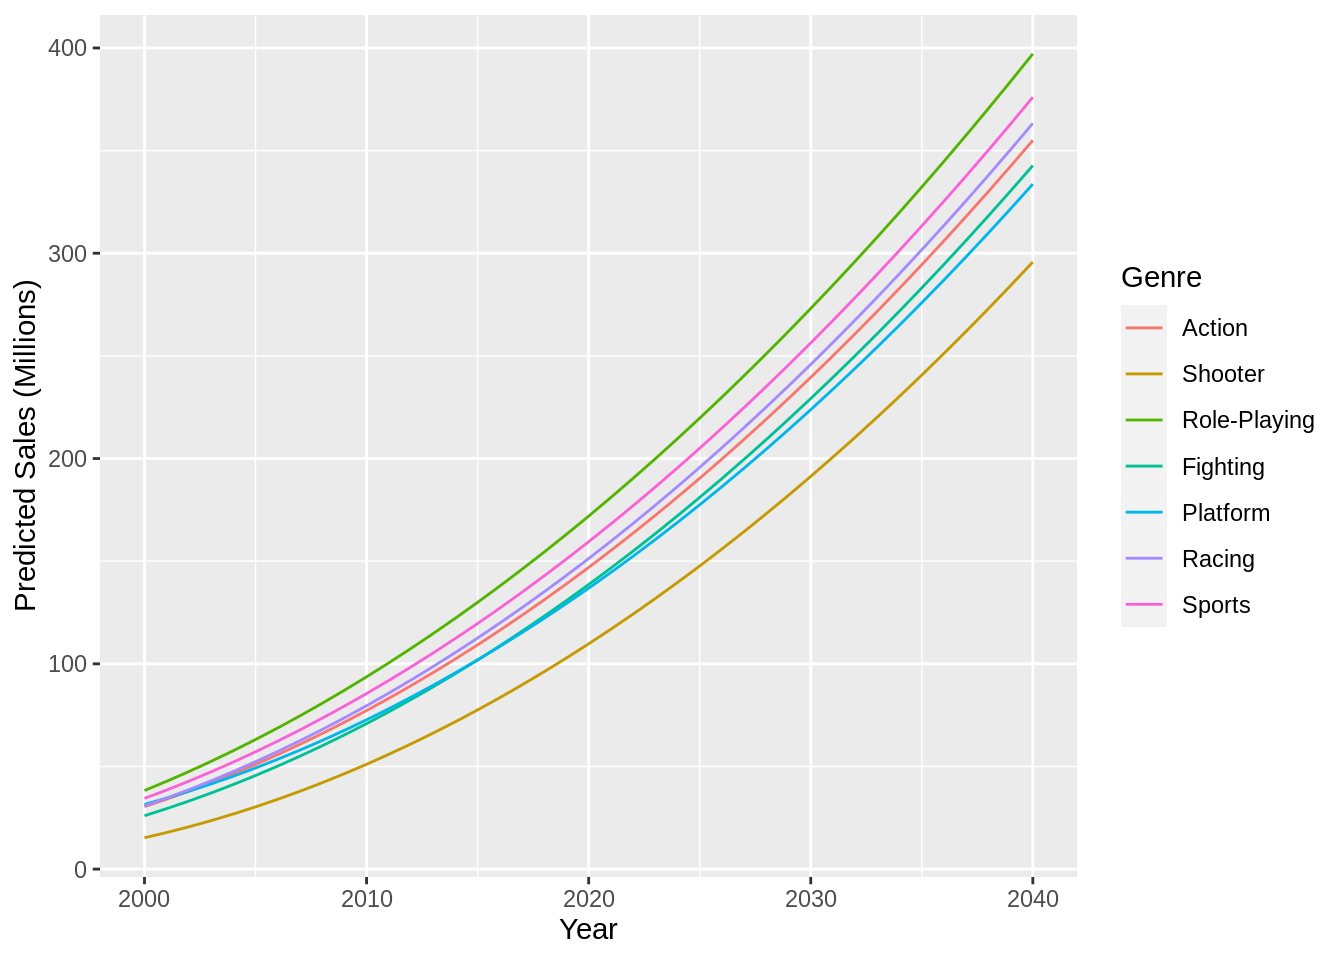 400
300
200
100
0
Predicted Sales (Millions)
2000 2010 2020 2030 2040
Year
Genre
Action
Shooter
Role-Playing
Fighting
Platform
Racing
Sports